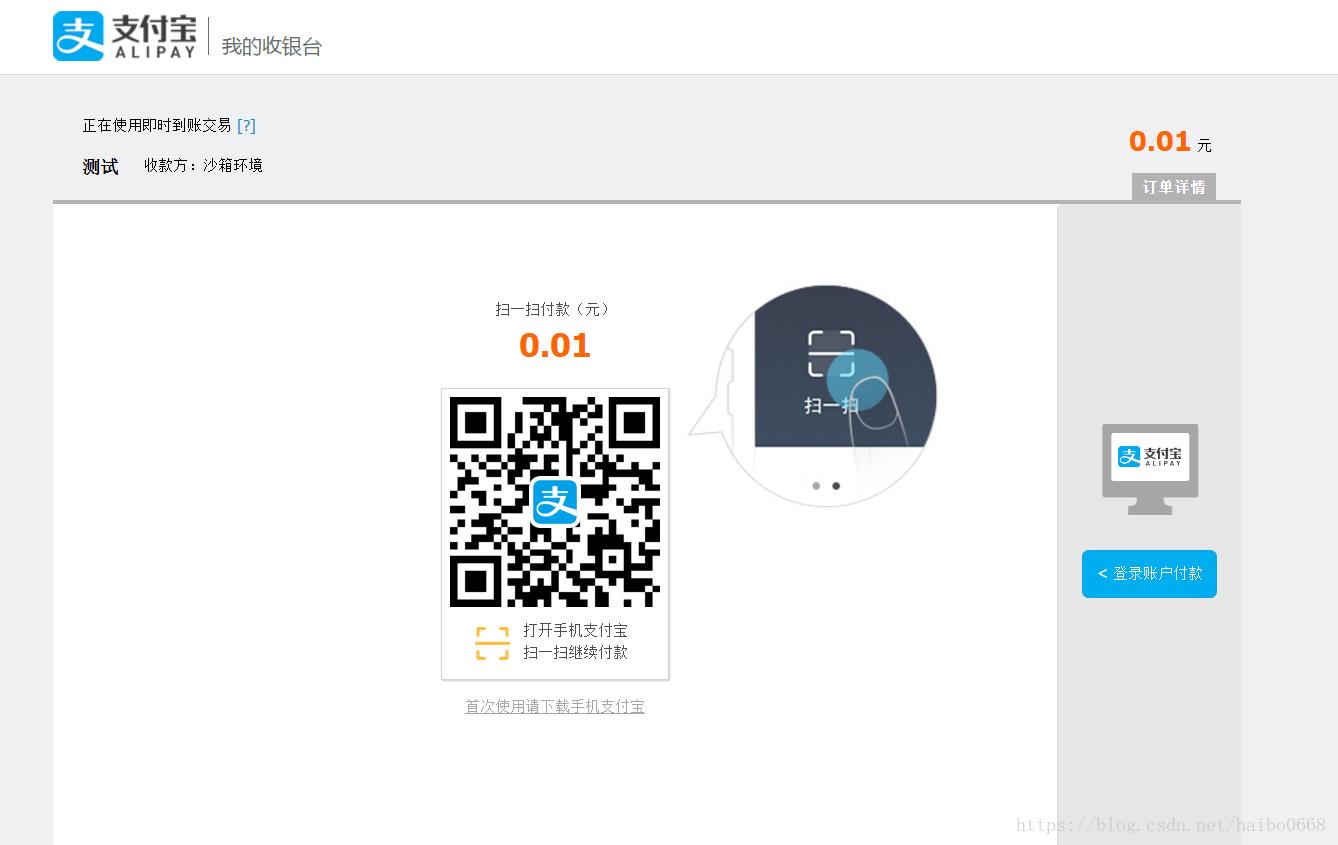 支付宝
ALIPAY
我的收银台
正在使用即时到账交易 [?]
测试 收款方：沙箱环境
0.01 元
订单详情
扫一扫付款（元）
0.01
扫一扫
支
打开手机支付宝
扫一扫继续付款
首次使用请下载手机支付宝
支付宝
ALIPAY
< 登录账户付款
https://blog.csdn.net/haibo0668